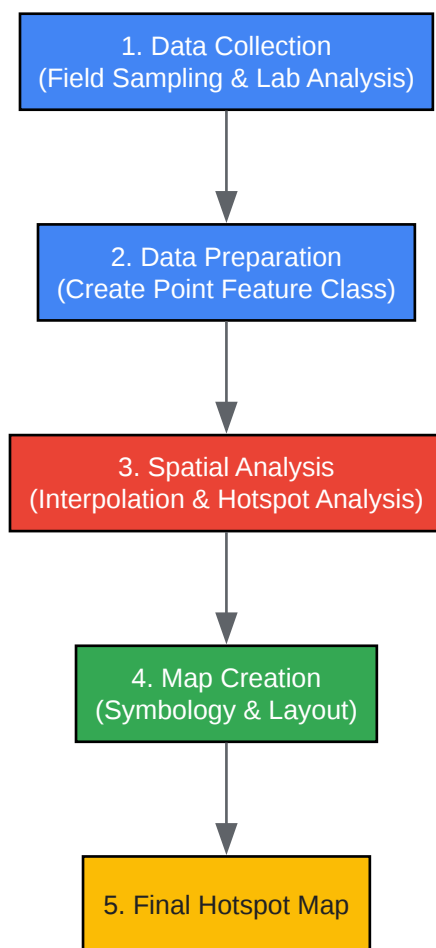 1. Data Collection
(Field Sampling & Lab Analysis)
2. Data Preparation
(Create Point Feature Class)
3. Spatial Analysis
(Interpolation & Hotspot Analysis)
4. Map Creation
(Symbology & Layout)
5. Final Hotspot Map